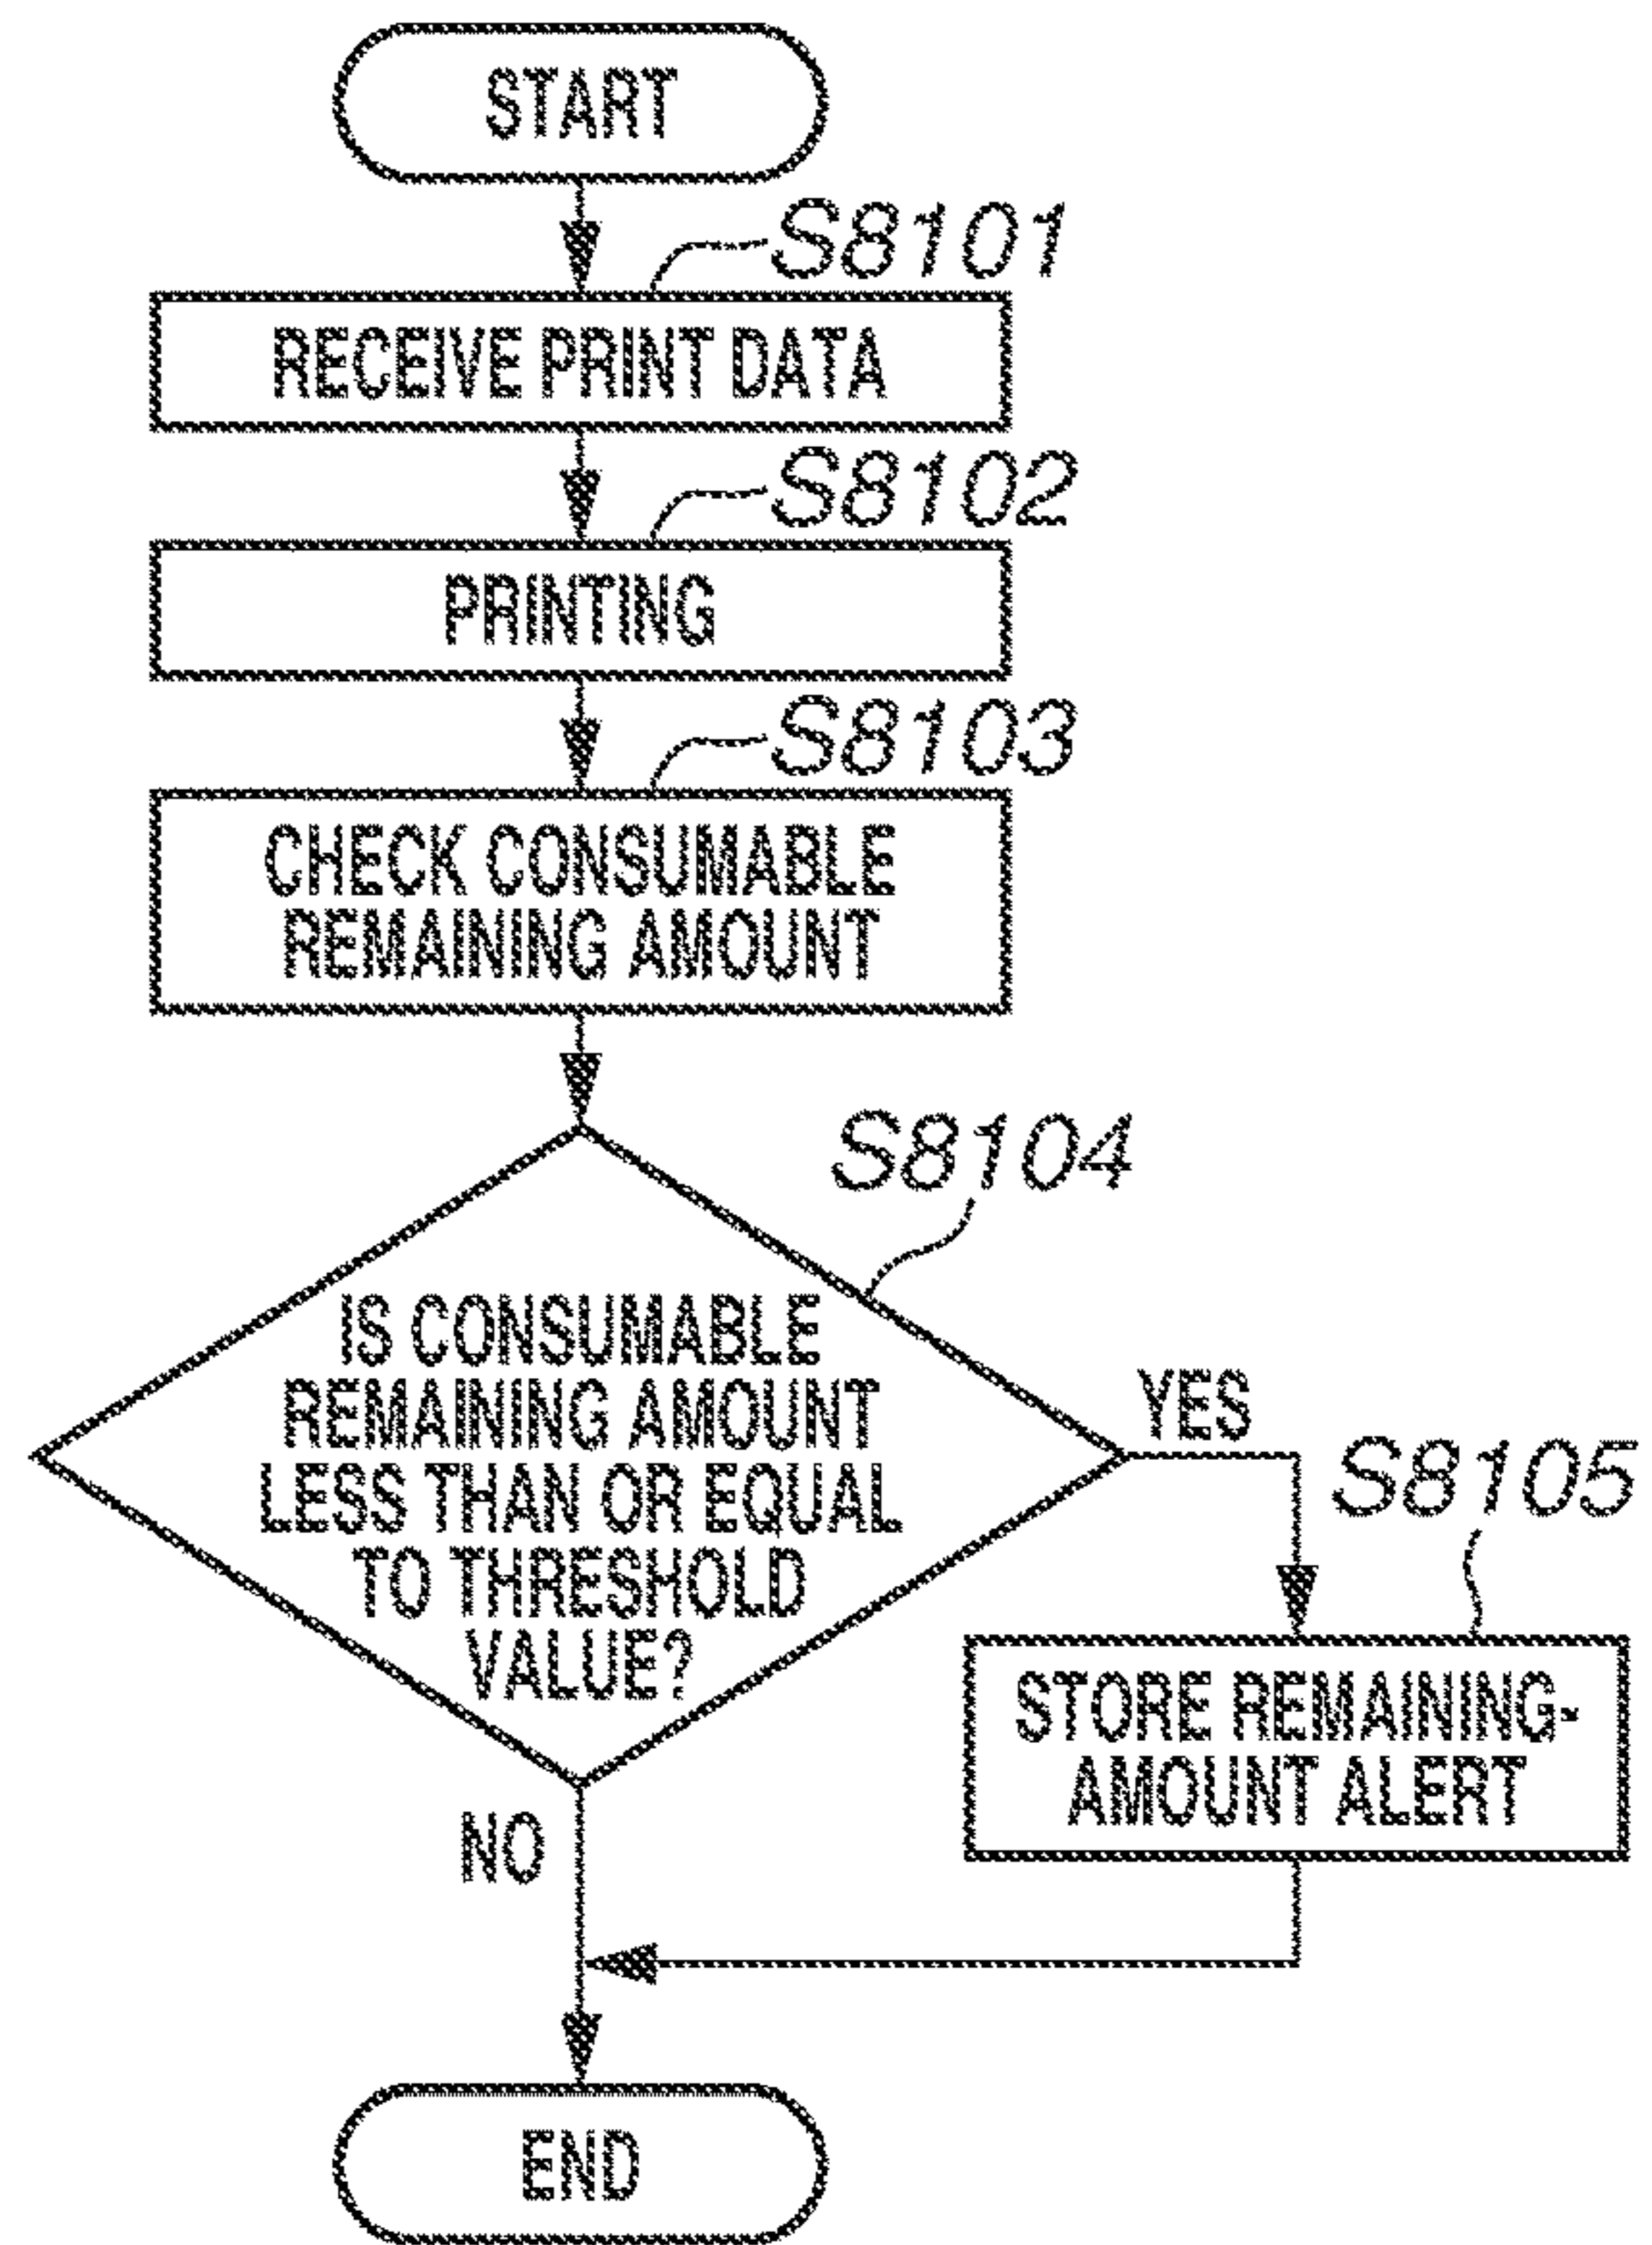 START
S8101
RECEIVE PRINT DATA
S8102
PRINTING
S8103
CHECK CONSUMABLE
REMAINING AMOUNT
S8104
IS CONSUMABLE
REMAINING AMOUNT
LESS THAN OR EQUAL
TO THRESHOLD
VALUE?
YES
S8105
STORE REMAINING-
AMOUNT ALERT
NO
END